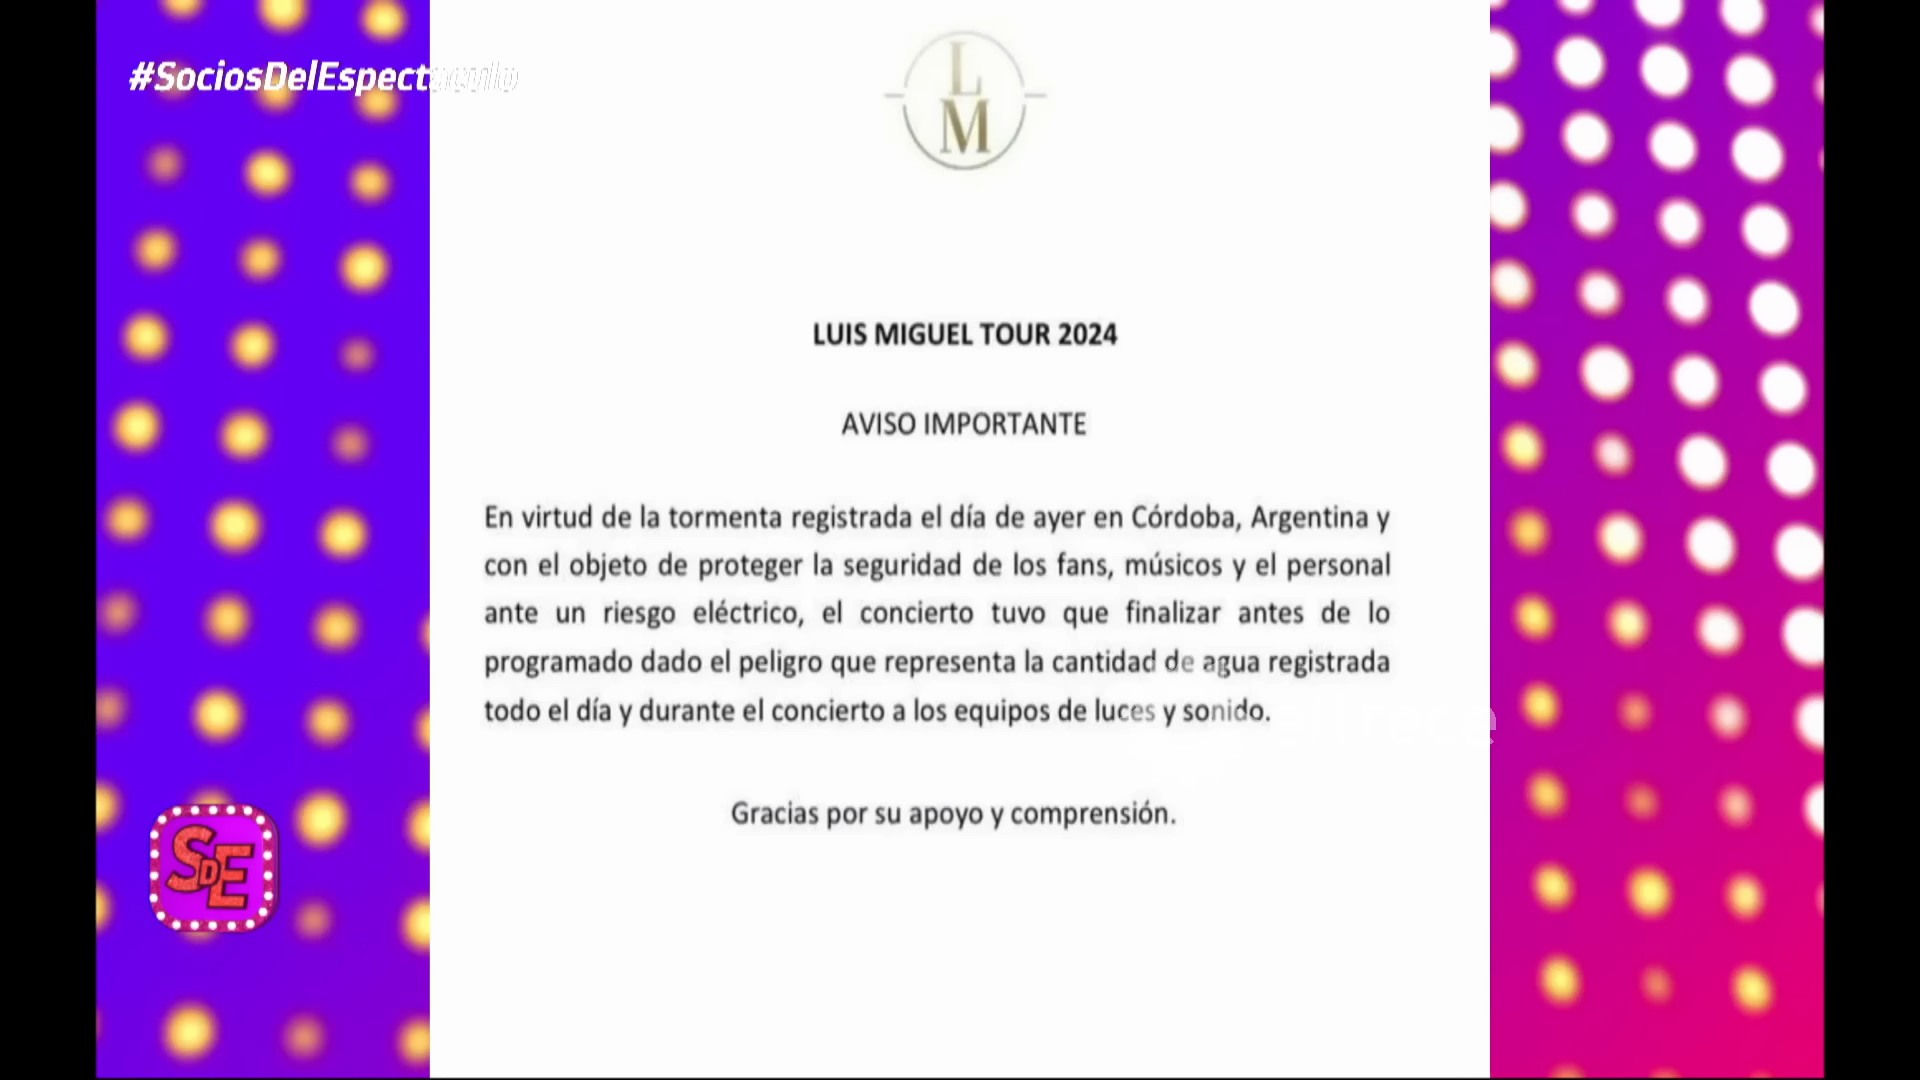 #SociosDelEspectaculo
L
M
LUIS MIGUEL TOUR 2024
AVISO IMPORTANTE
En virtud de la tormenta registrada el día de ayer en Córdoba, Argentina y
con el objeto de proteger la seguridad de los fans, músicos y el personal
ante un riesgo eléctrico, el concierto tuvo que finalizar antes de lo
programado dado el peligro que representa la cantidad de agua registrada
todo el día y durante el concierto a los equipos de luces y sonido.
Gracias por su apoyo y comprensión.
SDE